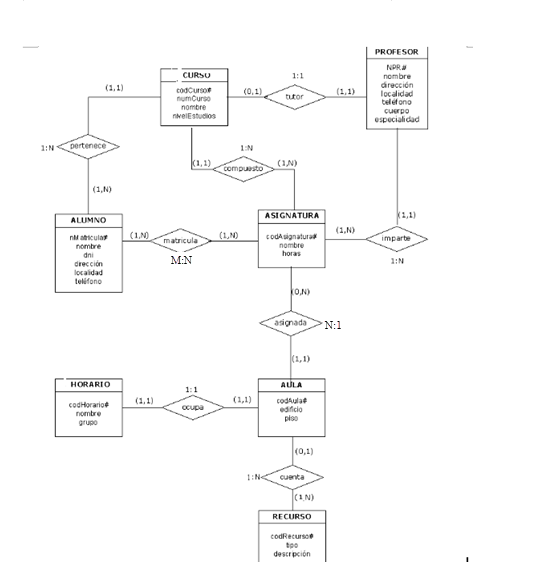 PROFESOR
NPR#
nombre
dirección
localidad
teléfono
cuerpo
especialidad
CURSO
codCurso#
numCurso
nombre
nivelEstudios
(1,1)
(0,1)
1:1
tutor
(1,1)
1:N
pertenece
(1,1)
1:N
compuesto
(1,N)
(1,N)
ALUMNO
nMatricula#
nombre
dni
dirección
localidad
teléfono
(1,N)
matricula
(1,N)
M:N
ASIGNATURA
codAsignatura#
nombre
horas
(1,N)
(1,1)
imparte
1:N
(0,N)
asignada
N:1
(1,1)
HORARIO
codHorario#
nombre
grupo
(1,1)
1:1
ocupa
(1,1)
AULA
codAula#
edificio
piso
(0,1)
1:N
cuenta
(1,N)
RECURSO
codRecurso#
tipo
descripción